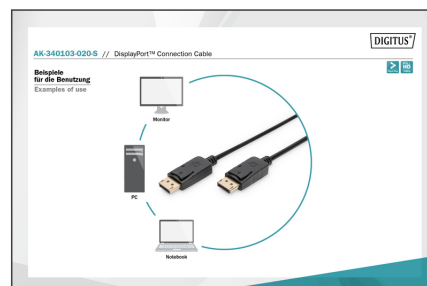 DIGITUS®
AK-340103-020-S // DisplayPort™ Connection Cable
Beispiele
für die Benutzung
Examples of use
Monitor
PC
Notebook